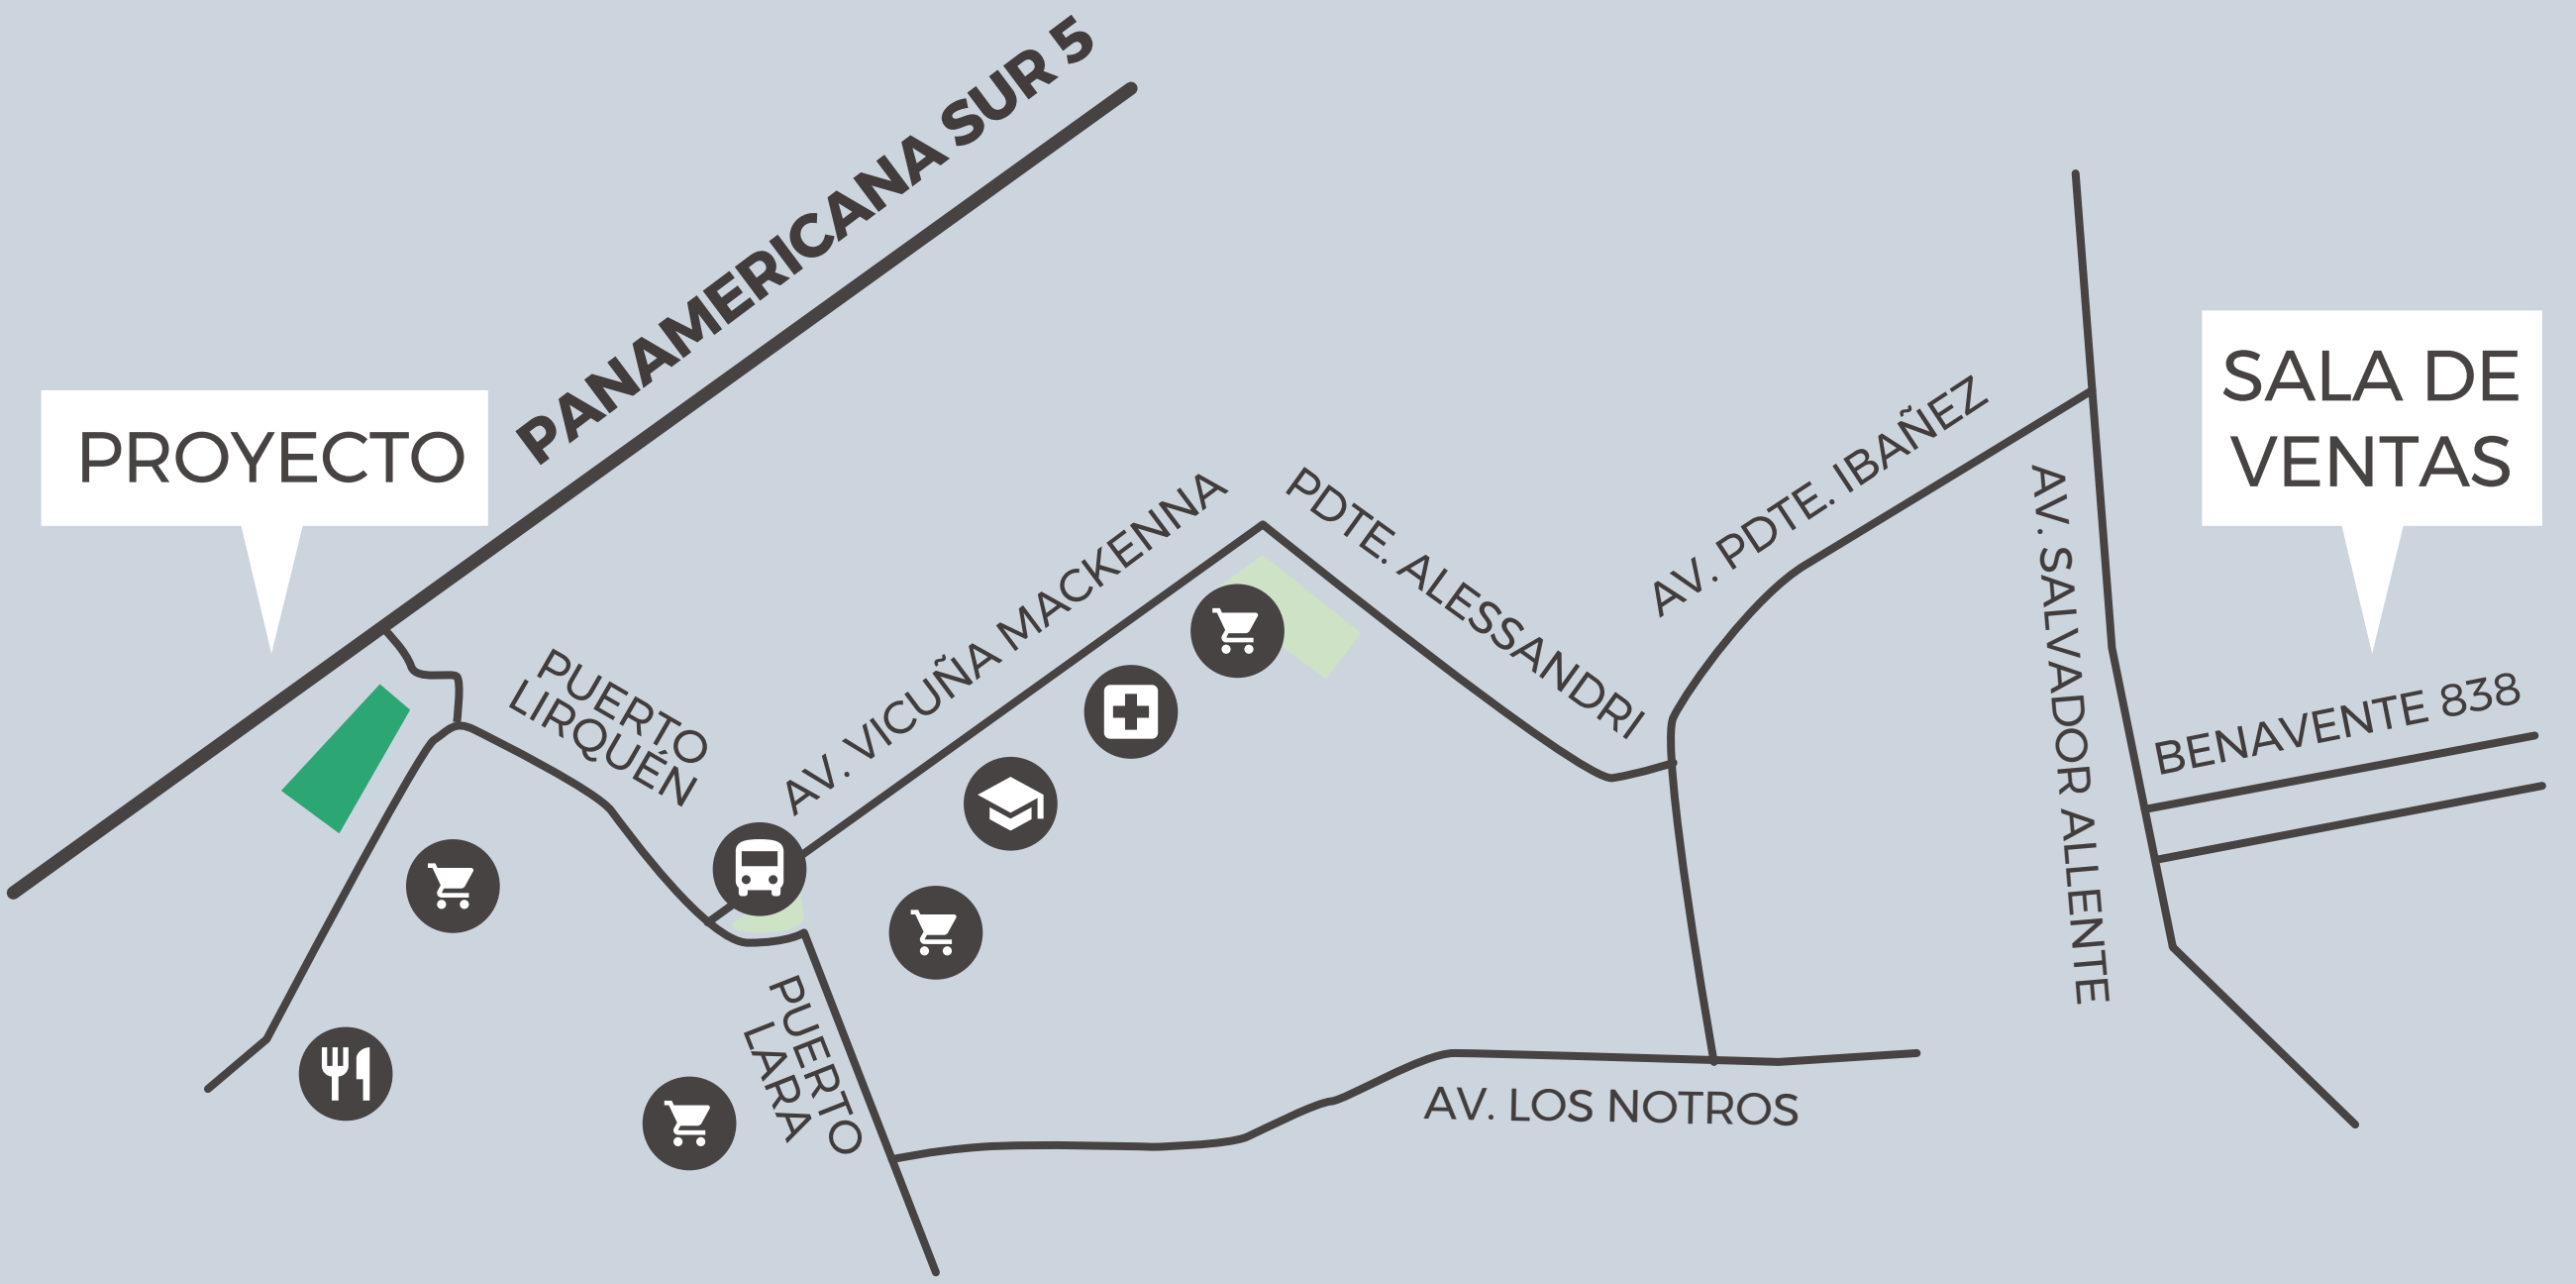 PANAMERICANA SUR 5
PROYECTO
SALA DE
VENTAS
AV. PDTE. IBAÑEZ
PDTE. ALESSANDRI
AV. VICUÑA MACKENNA
AV. SALVADOR ALLENTE
PUERTO
LIRQUÉN
BENAVENTE 838
PUERTO
LARA
AV. LOS NOTROS